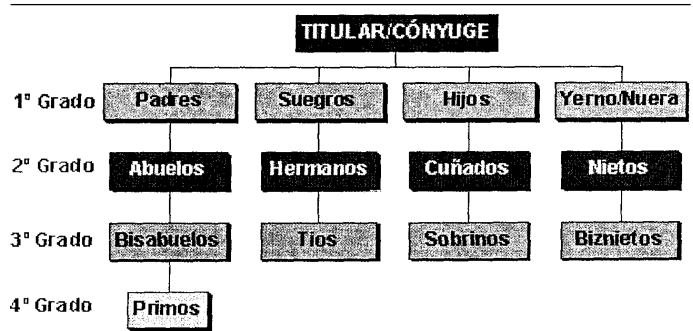 TITULAR/CÓNYUGE
1º Grado Padres Suegros Hijos Yerno/Nuera
2º Grado Abuelos Hermanos Cuñados Nietos
3º Grado Bisabuelos Tios Sobrinos Biznietos
4º Grado Primos